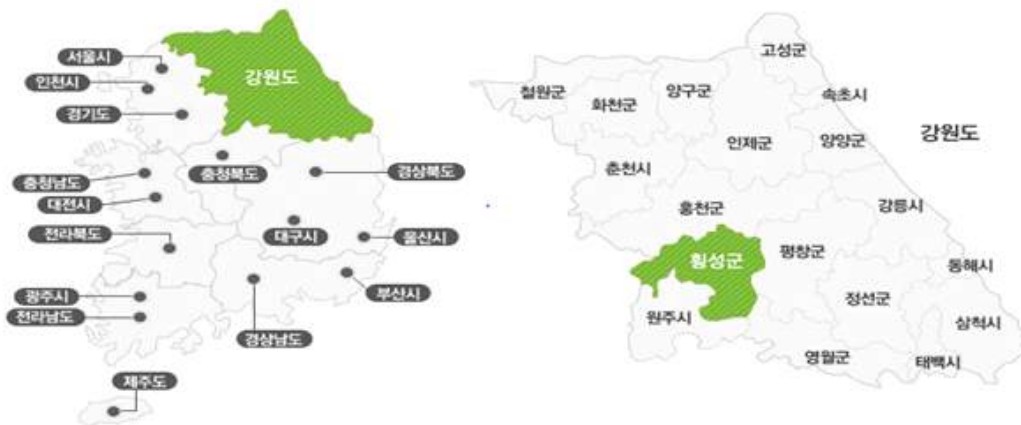 서울시
인천시
경기도
강원도
충청남도
충청북도
경상북도
대전시
전라북도
대구시
울산시
광주시
전라남도
경상남도
부산시
제주도
고성군
철원군
화천군
양구군
속초시
인제군
양양군
강원도
춘천시
홍천군
강릉시
횡성군
평창군
동해시
원주시
정선군
삼척시
영월군
태백시